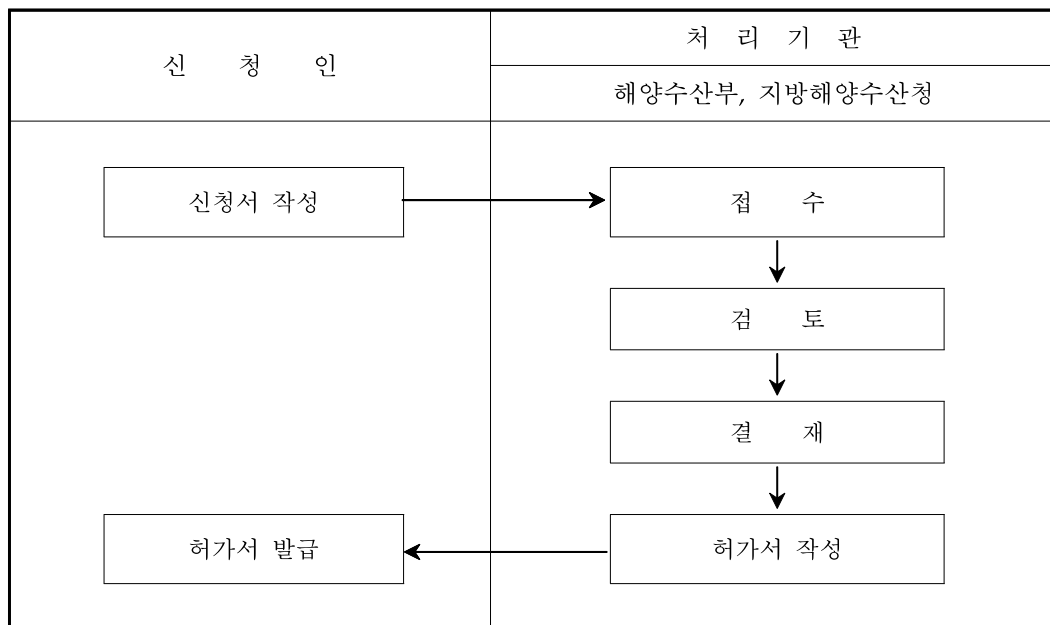 신 청 인
처 리 기 관
해양수산부, 지방해양수산청
신청서 작성
접 수
검 토
결 재
허가서 발급
허가서 작성